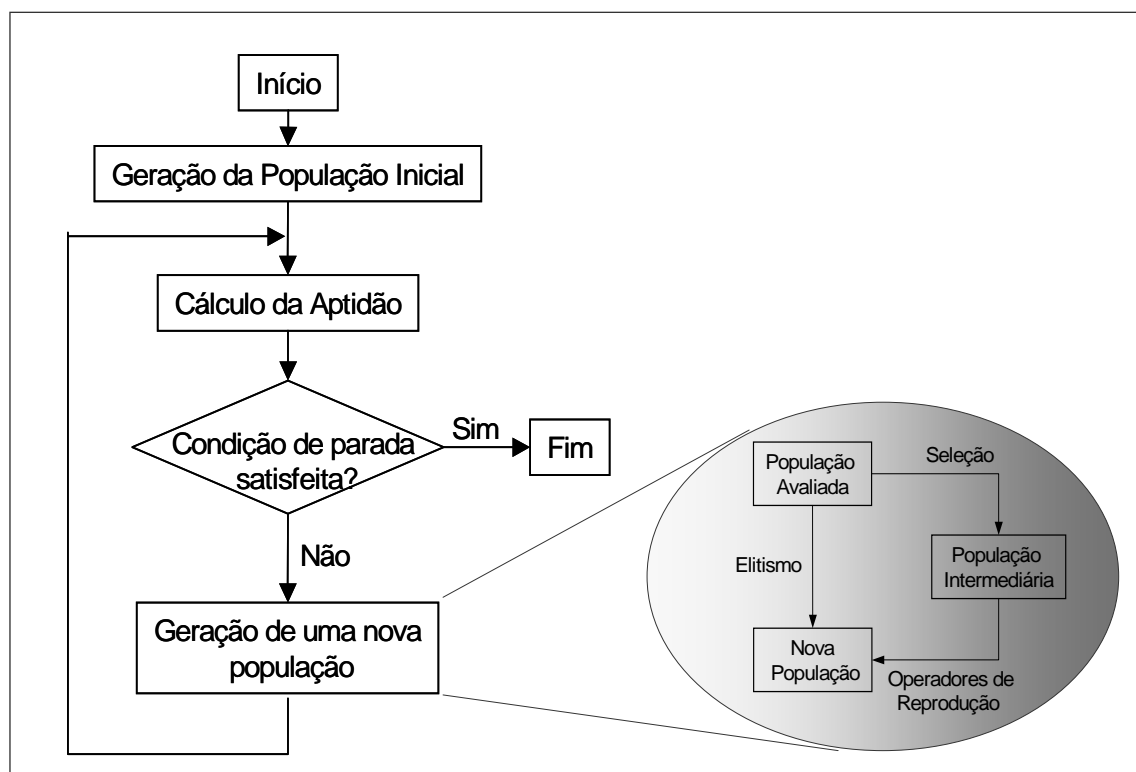 Início
Geração da População Inicial
Cálculo da Aptidão
Condição de parada
satisfeita?
Sim
Fim
Não
Geração de uma nova
população
População
Avaliada
Seleção
População
Intermediária
Elitismo
Nova
População
Operadores de
Reprodução